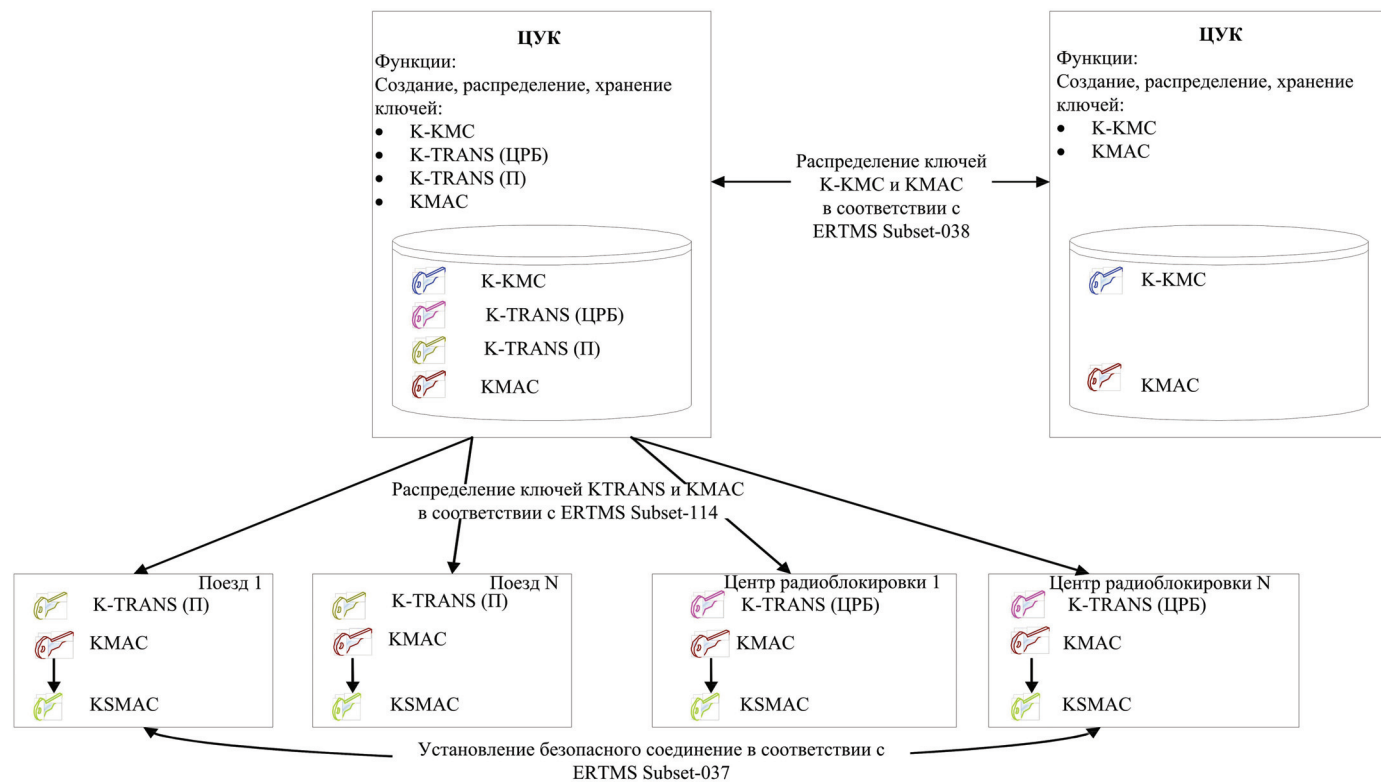 ЦУК
Функции:
Создание, распределение, хранение
ключей:
• K-KMC
• K-TRANS (ЦРБ)
• K-TRANS (П)
• KMAC
K-KMC
K-TRANS (ЦРБ)
K-TRANS (П)
KMAC
Распределение ключей
K-KMC и KMAC
в соответствии с
ERTMS Subset-038
ЦУК
Функции:
Создание, распределение, хранение
ключей:
• K-KMC
• KMAC
K-KMC
KMAC
Распределение ключей KTRANS и KMAC
в соответствии с ERTMS Subset-114
Поезд 1
K-TRANS (П)
KMAC
KSMAC
Поезд N
K-TRANS (П)
KMAC
KSMAC
Центр радиоблокировки 1
K-TRANS (ЦРБ)
KMAC
KSMAC
Центр радиоблокировки N
K-TRANS (ЦРБ)
KMAC
KSMAC
Установление безопасного соединение в соответствии с
ERTMS Subset-037